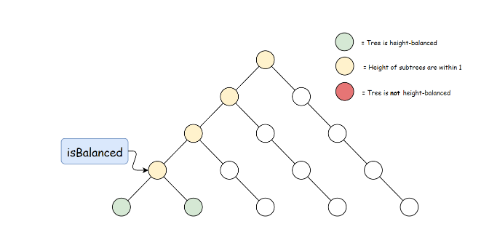 = Tree is height-balanced
= Height of subtrees are within 1
= Tree is not height-balanced
isBalanced